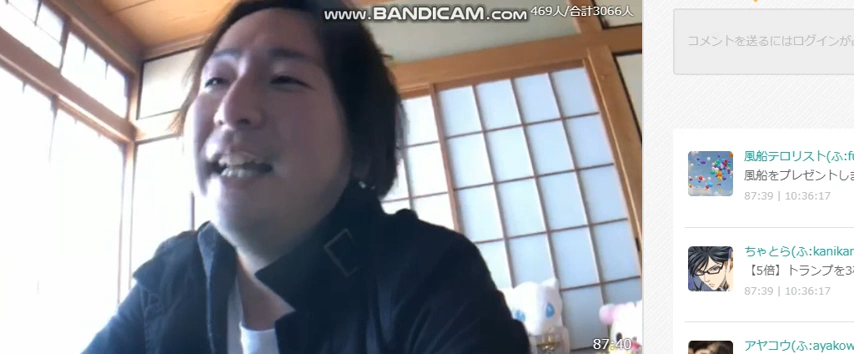 www.BANDICAM.com
469人/合計3066人
87:40
コメントを送るにはログインが
風船テロリスト(ふ:fu
風船をプレゼントしま
87:39 | 10:36:17
ちゃとら(ふ:kanikar
【5倍】トランプを3
87:39 | 10:36:17
アヤコウ(ふ:ayakow